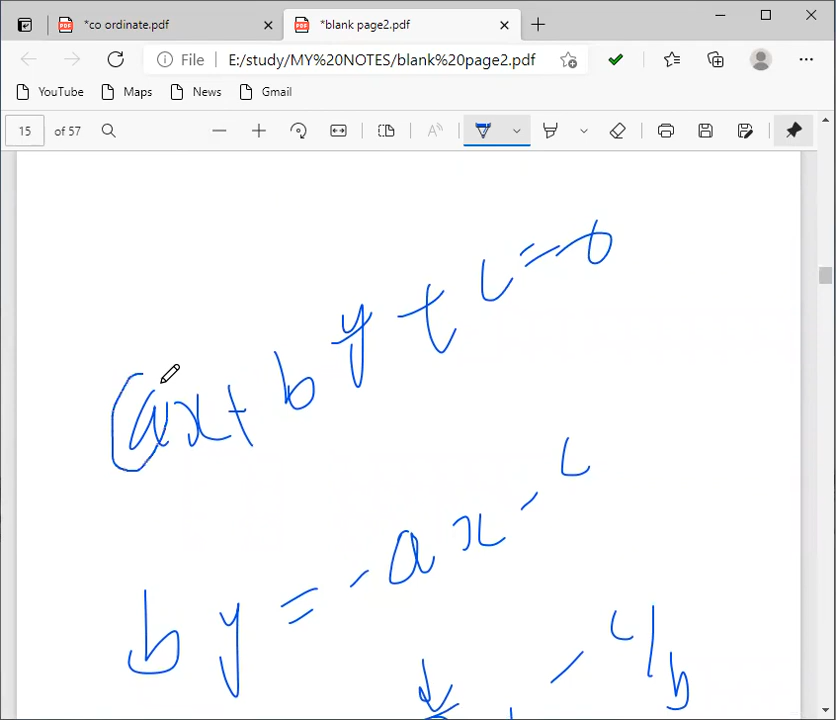 *co ordinate.pdf
*blank page2.pdf
File E:/study/MY%20NOTES/blank%20page2.pdf
YouTube Maps News Gmail
15 of 57
ax + by + c = 0
by = -ax - c
- c/b